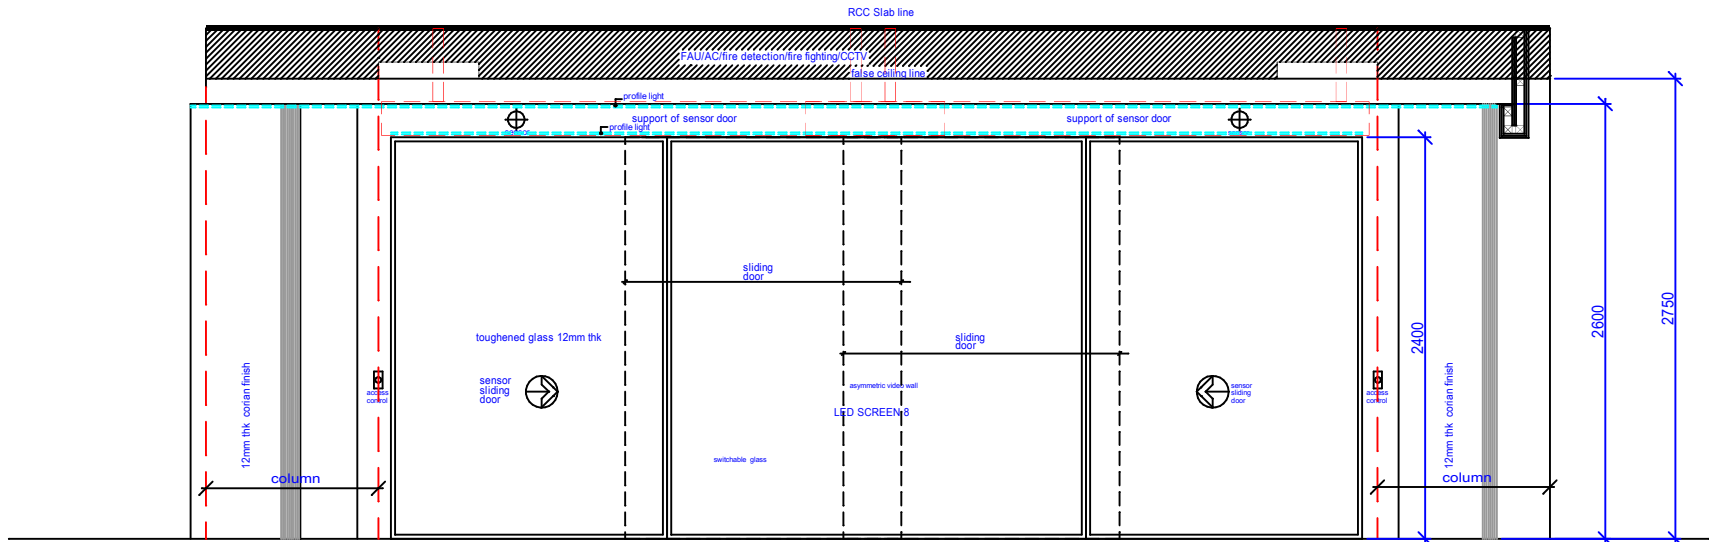 RCC Slab line
FAU/AC/fire detection/fire fighting/CCTV
false ceiling line
profile light
support of sensor door
support of sensor door
sensor
profile light
sensor
sliding
door
toughened glass 12mm thk
sliding
door
sensor
sliding
door
asymmetric video wall
LED SCREEN 8
switchable glass
sensor
sliding
door
access
control
access
control
12mm thk corian finish
12mm thk corian finish
column
column
2400
2600
2750